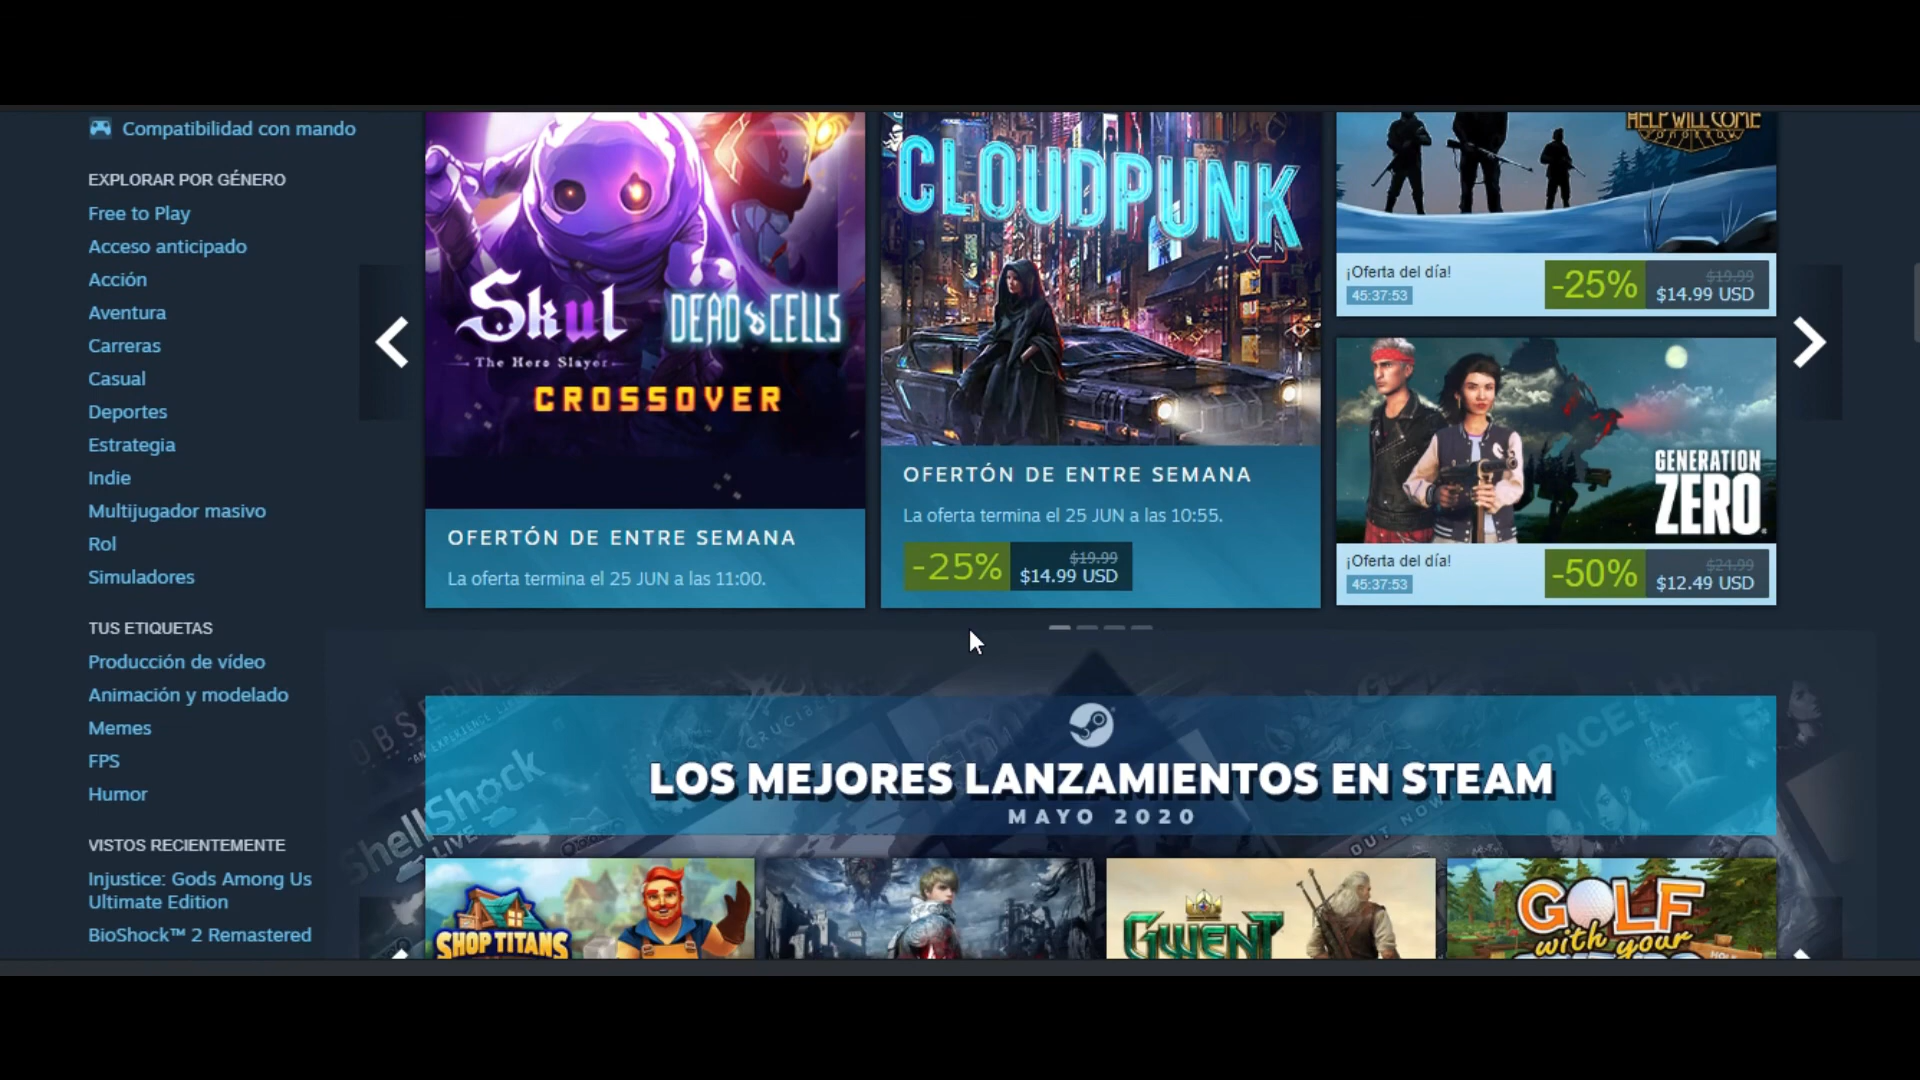 Compatibilidad con mando
EXPLORAR POR GÉNERO
Free to Play
Acceso anticipado
Acción
Aventura
Carreras
Casual
Deportes
Estrategia
Indie
Multijugador masivo
Rol
Simuladores
TUS ETIQUETAS
Producción de vídeo
Animación y modelado
Memes
FPS
Humor
VISTOS RECIENTEMENTE
Injustice: Gods Among Us
Ultimate Edition
BioShock™ 2 Remastered
Skul
The Hero Slayer
DEAD CELLS
CROSSOVER
OFERTÓN DE ENTRE SEMANA
La oferta termina el 25 JUN a las 11:00.
CLOUDPUNK
OFERTÓN DE ENTRE SEMANA
La oferta termina el 25 JUN a las 10:55.
-25%
$19.99
$14.99 USD
HELP WILL COME
TOMORROW
¡Oferta del día!
45:37:53
-25%
$19.99
$14.99 USD
GENERATION
ZERO
¡Oferta del día!
45:37:53
-50%
$24.99
$12.49 USD
LOS MEJORES LANZAMIENTOS EN STEAM
MAYO 2020
ShellShock
LIVE
CRUCIBLE
OUT NOW
SHOP TITANS
GWENT
GOLF
with your